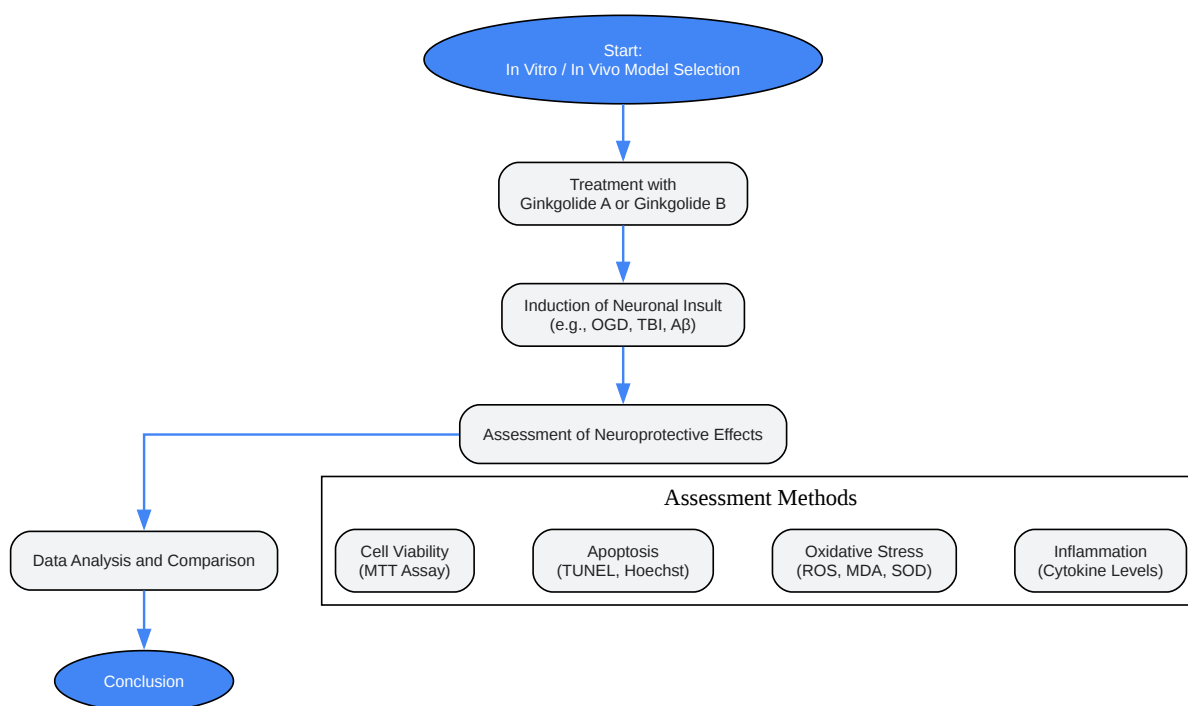 Start:
In Vitro / In Vivo Model Selection
Treatment with
Ginkgolide A or Ginkgolide B
Induction of Neuronal Insult
(e.g., OGD, TBI, Aβ)
Assessment of Neuroprotective Effects
Assessment Methods
Cell Viability
(MTT Assay)
Apoptosis
(TUNEL, Hoechst)
Oxidative Stress
(ROS, MDA, SOD)
Inflammation
(Cytokine Levels)
Data Analysis and Comparison
Conclusion